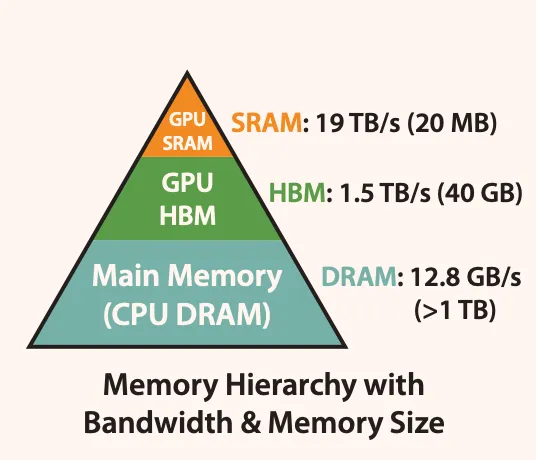 GPU
SRAM
SRAM: 19 TB/s (20 MB)
GPU
HBM
HBM: 1.5 TB/s (40 GB)
Main Memory
(CPU DRAM)
DRAM: 12.8 GB/s
(>1 TB)
Memory Hierarchy with
Bandwidth & Memory Size